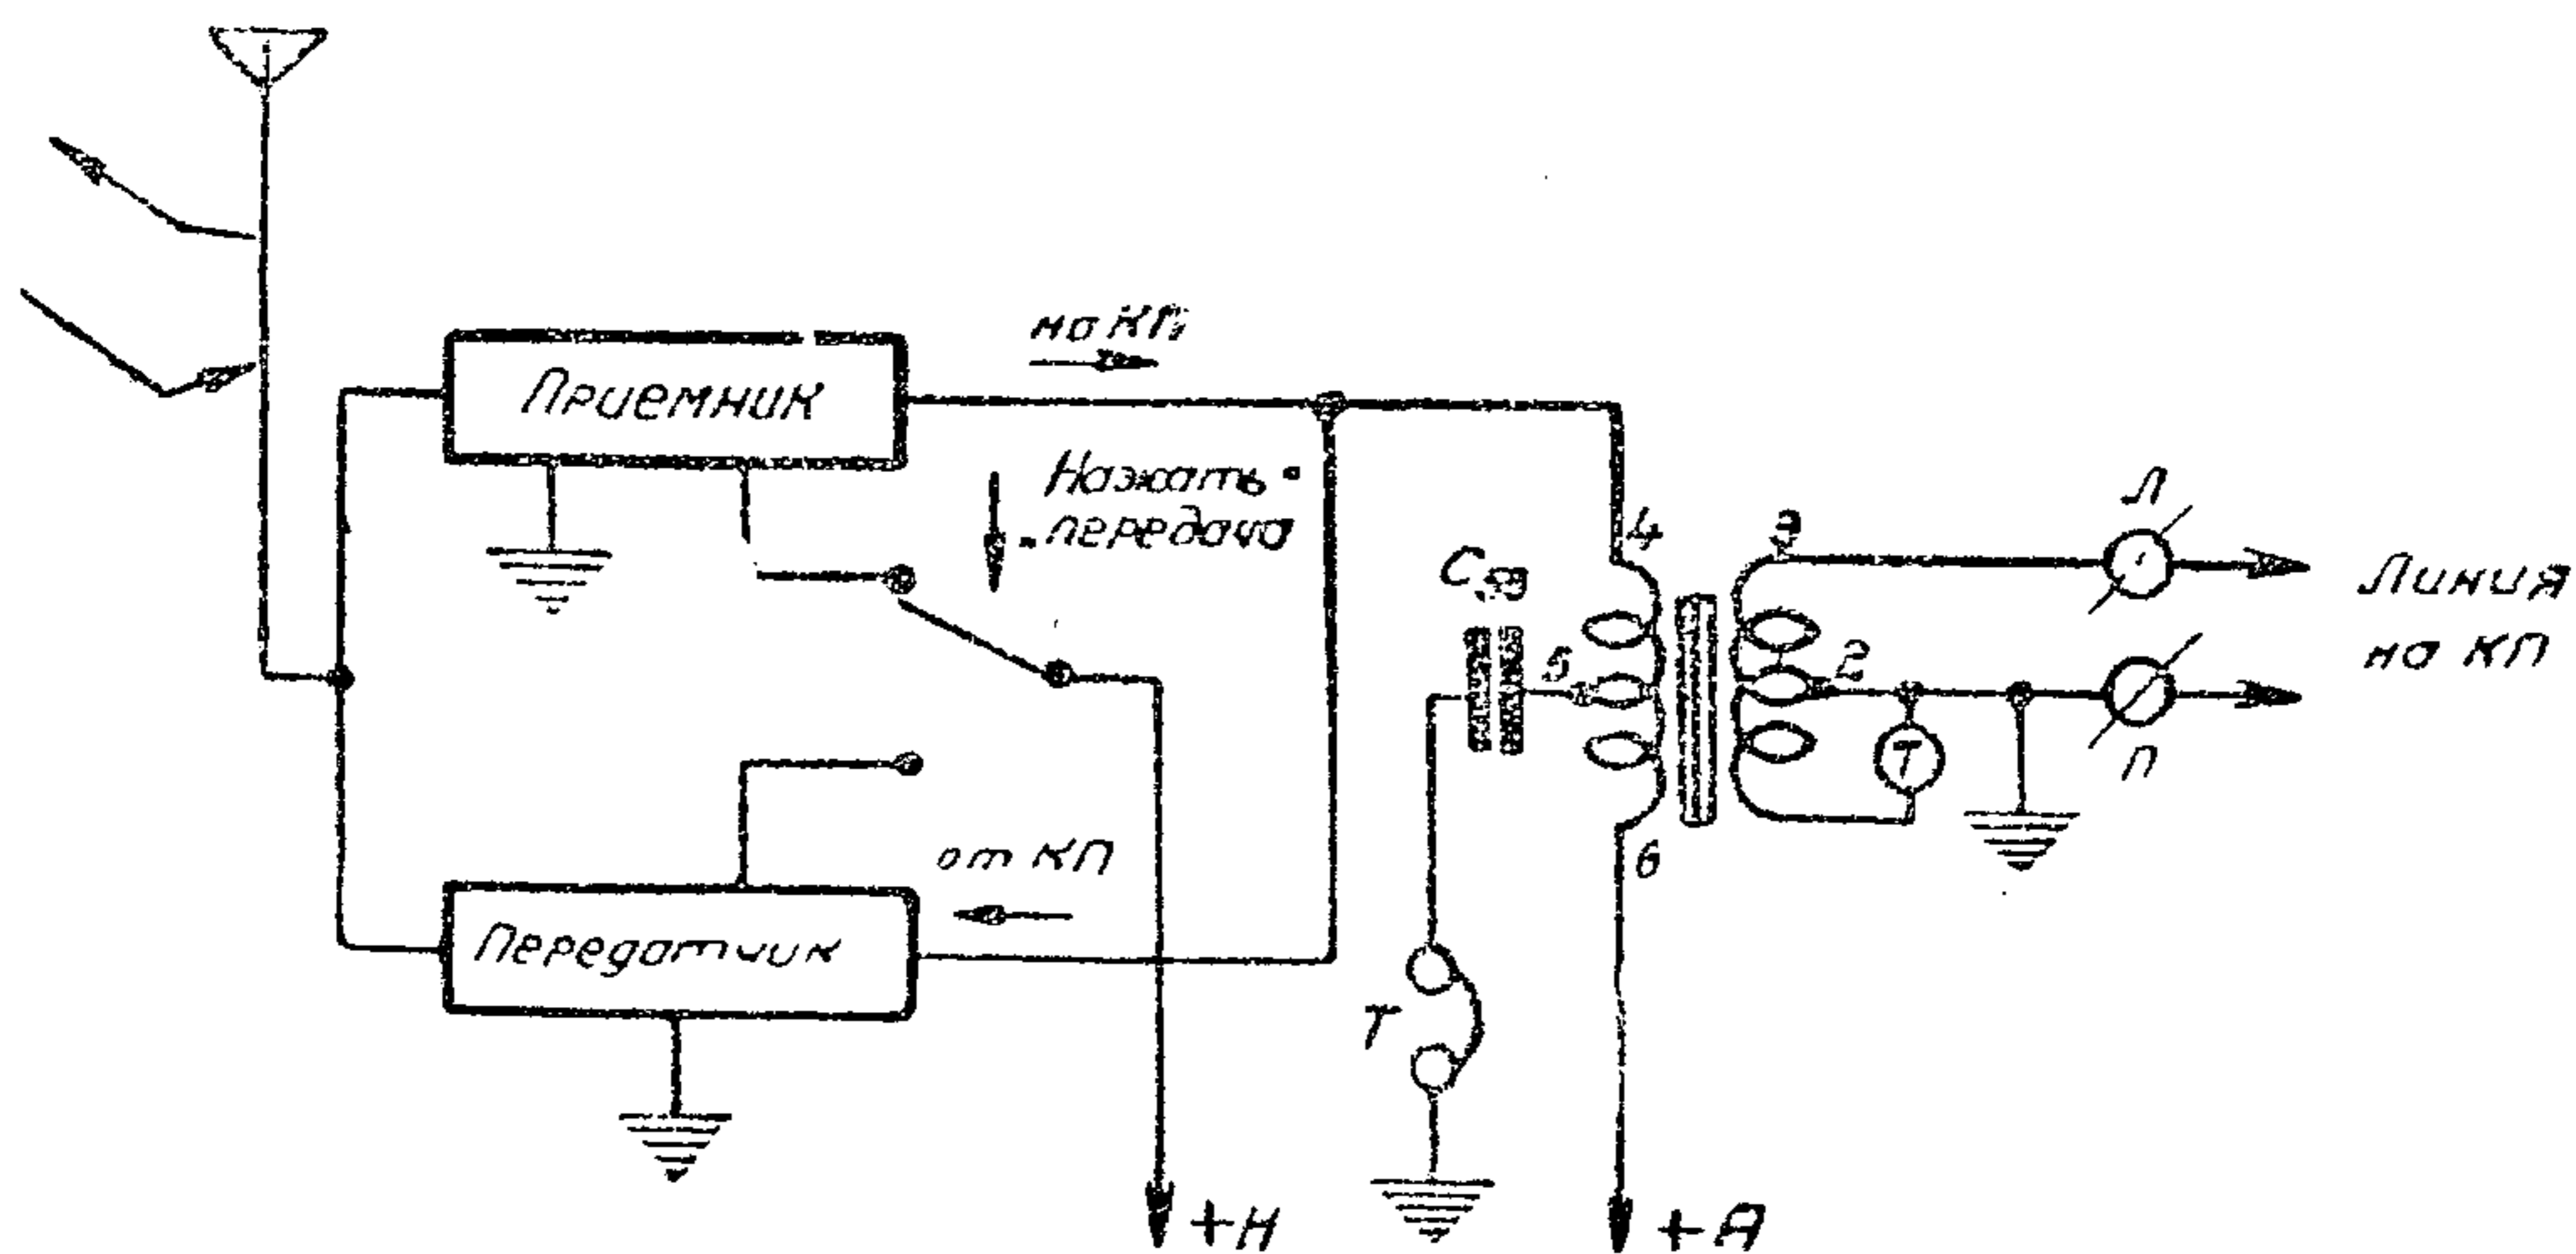 на КП
Приемник
Нажать-
"передача
4
3
Л
Линия
на КП
5
2
Т
П
6
от КП
Передатчик
Т
+Н
+А